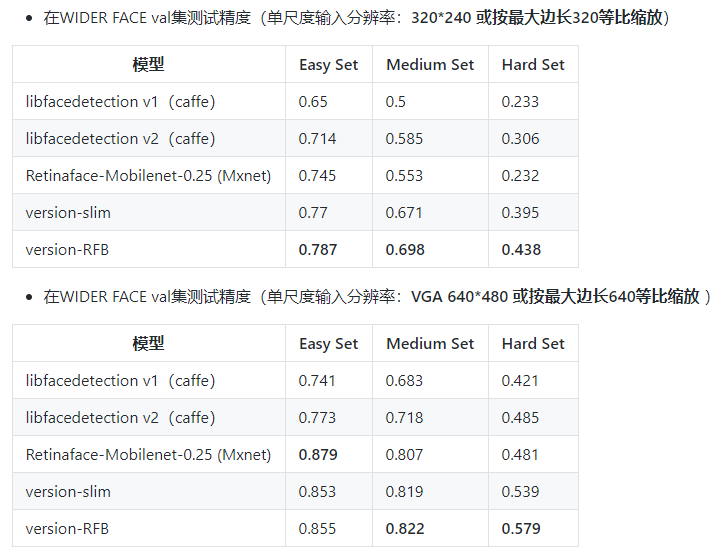 在WIDER FACE val集测试精度（单尺度输入分辨率：320*240 或按最大边长320等比缩放）
模型 Easy Set Medium Set Hard Set
libfacedetection v1（caffe） 0.65 0.5 0.233
libfacedetection v2（caffe） 0.714 0.585 0.306
Retinaface-Mobilenet-0.25 (Mxnet) 0.745 0.553 0.232
version-slim 0.77 0.671 0.395
version-RFB 0.787 0.698 0.438
在WIDER FACE val集测试精度（单尺度输入分辨率：VGA 640*480 或按最大边长640等比缩放 ）
模型 Easy Set Medium Set Hard Set
libfacedetection v1（caffe） 0.741 0.683 0.421
libfacedetection v2（caffe） 0.773 0.718 0.485
Retinaface-Mobilenet-0.25 (Mxnet) 0.879 0.807 0.481
version-slim 0.853 0.819 0.539
version-RFB 0.855 0.822 0.579